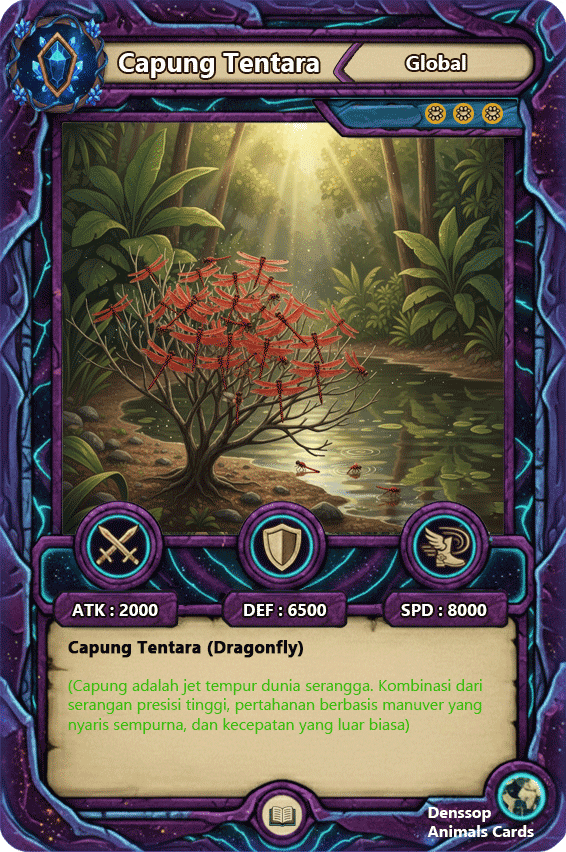 Capung Tentara
Global
ATK : 2000
DEF : 6500
SPD : 8000
Capung Tentara (Dragonfly)
(Capung adalah jet tempur dunia serangga. Kombinasi dari
serangan presisi tinggi, pertahanan berbasis manuver yang
nyaris sempurna, dan kecepatan yang luar biasa)
Denssop
Animals Cards